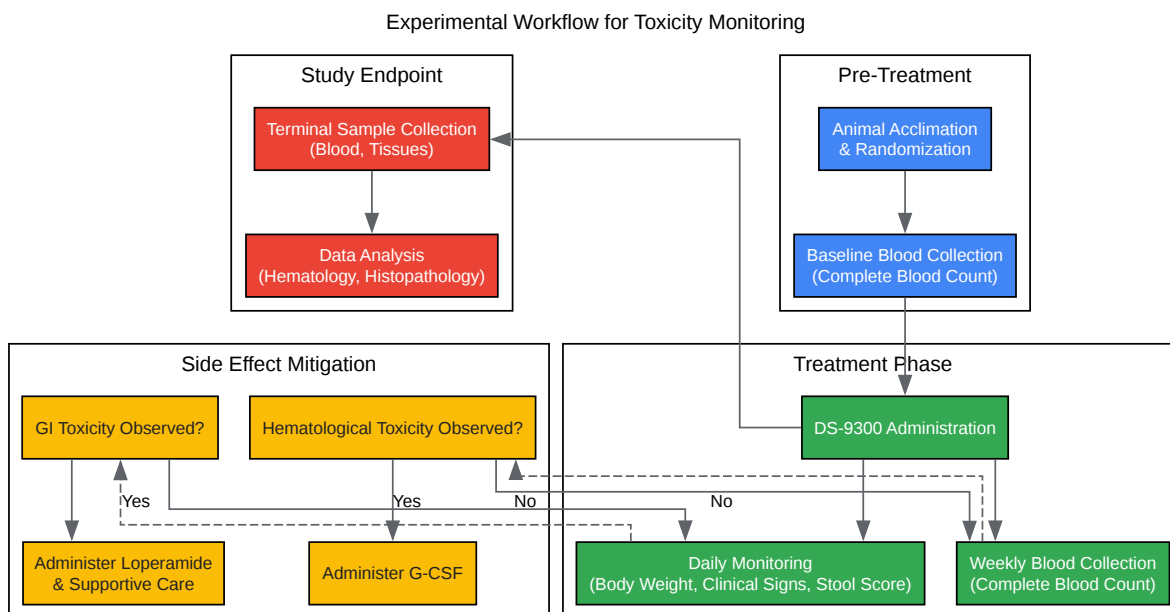 Experimental Workflow for Toxicity Monitoring
Study Endpoint
Terminal Sample Collection
(Blood, Tissues)
Data Analysis
(Hematology, Histopathology)
Pre-Treatment
Animal Acclimation
& Randomization
Baseline Blood Collection
(Complete Blood Count)
Side Effect Mitigation
GI Toxicity Observed?
Hematological Toxicity Observed?
Yes
Yes
No
No
Administer Loperamide
& Supportive Care
Administer G-CSF
Treatment Phase
DS-9300 Administration
Daily Monitoring
(Body Weight, Clinical Signs, Stool Score)
Weekly Blood Collection
(Complete Blood Count)